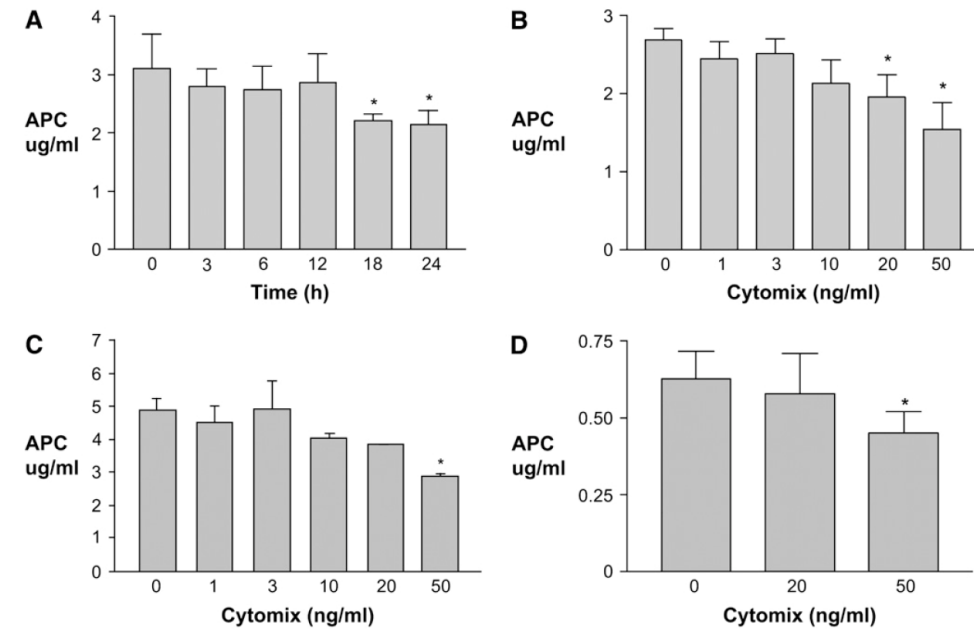 A
4
3
2
1
0
APC
ug/ml
*
*
0 3 6 12 18 24
Time (h)
B
3
2
1
0
APC
ug/ml
*
*
0 1 3 10 20 50
Cytomix (ng/ml)
C
7
6
5
4
3
2
1
0
APC
ug/ml
*
0 1 3 10 20 50
Cytomix (ng/ml)
D
0.75
0.50
0.25
0
APC
ug/ml
*
0 20 50
Cytomix (ng/ml)